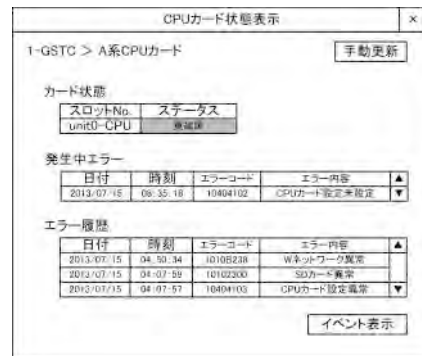 CPUカード状態表示 ×
1-GSTC > A系CPUカード 手動更新
カード状態
スロットNo. ステータス
unit0-CPU
発生中エラー
日付 時刻 エラーコード エラー内容 ▲
2013/07/15 06:35:18 10404102 CPUカード設定未設定 ▼
エラー履歴
日付 時刻 エラーコード エラー内容 ▲
2013/07/15 04:50:34 1010B238 Wネットワーク異常
2013/07/15 04:07:59 10102300 SDカード異常
2013/07/15 04:07:57 10404103 CPUカード設定異常 ▼
イベント表示